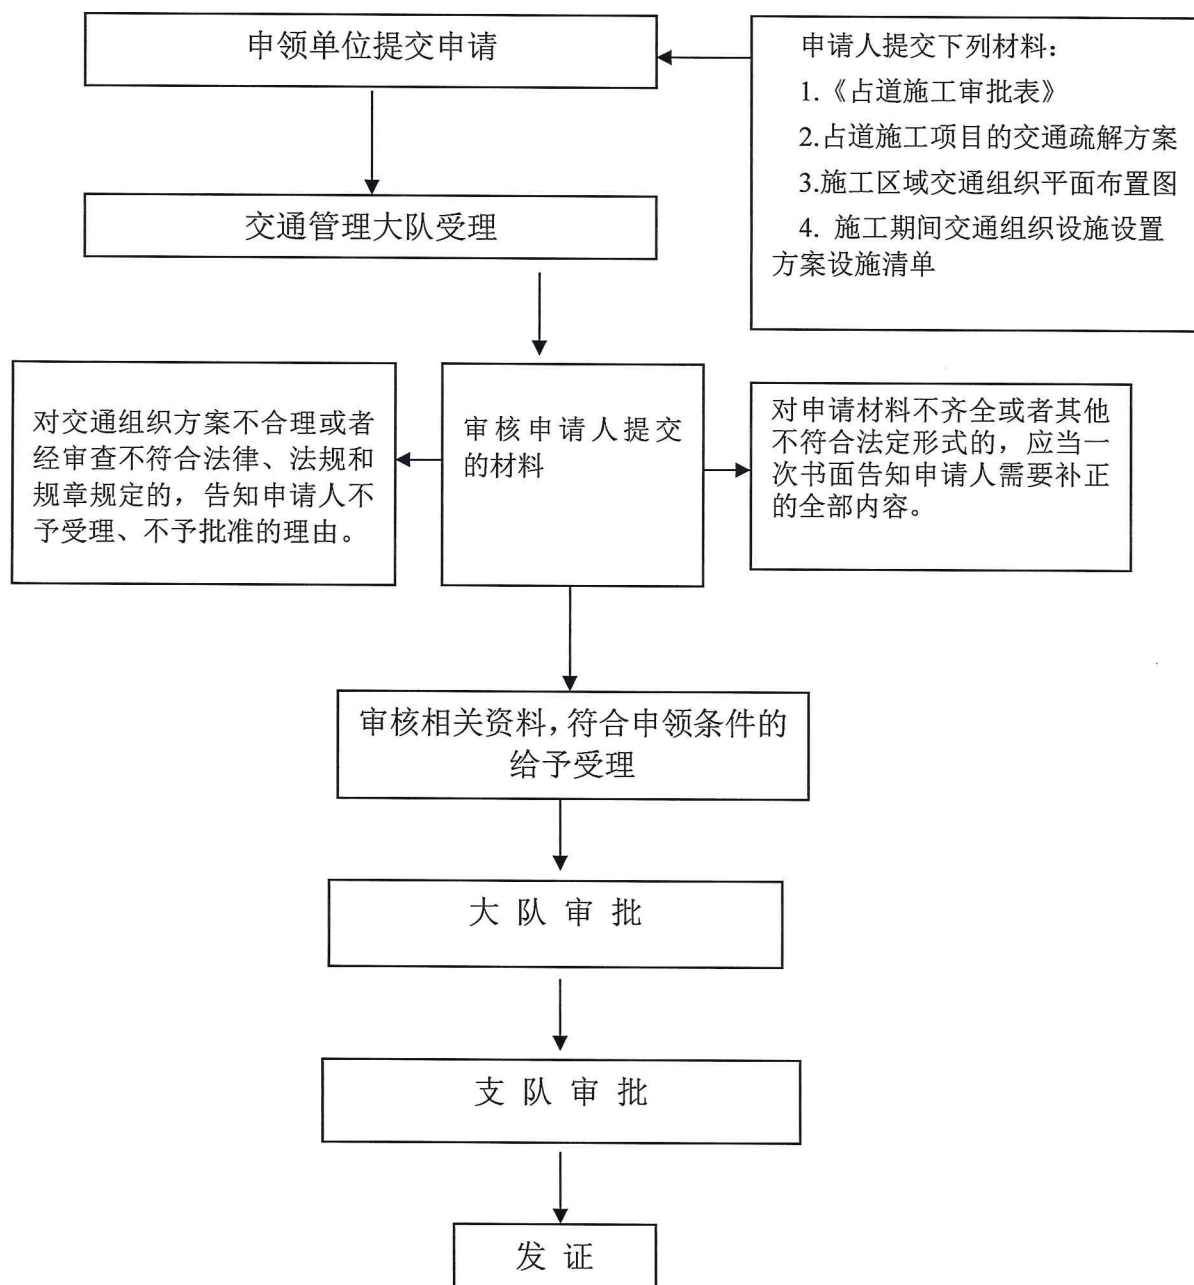 申领单位提交申请
申请人提交下列材料：
1.《占道施工审批表》
2.占道施工项目的交通疏解方案
3.施工区域交通组织平面布置图
4. 施工期间交通组织设施设置
方案设施清单
交通管理大队受理
对交通组织方案不合理或者
经审查不符合法律、法规和
规章规定的，告知申请人不
予受理、不予批准的理由。
审核申请人提交
的材料
对申请材料不齐全或者其他
不符合法定形式的，应当一
次书面告知申请人需要补正
的全部内容。
审核相关资料，符合申领条件的
给予受理
大 队 审 批
支 队 审 批
发 证